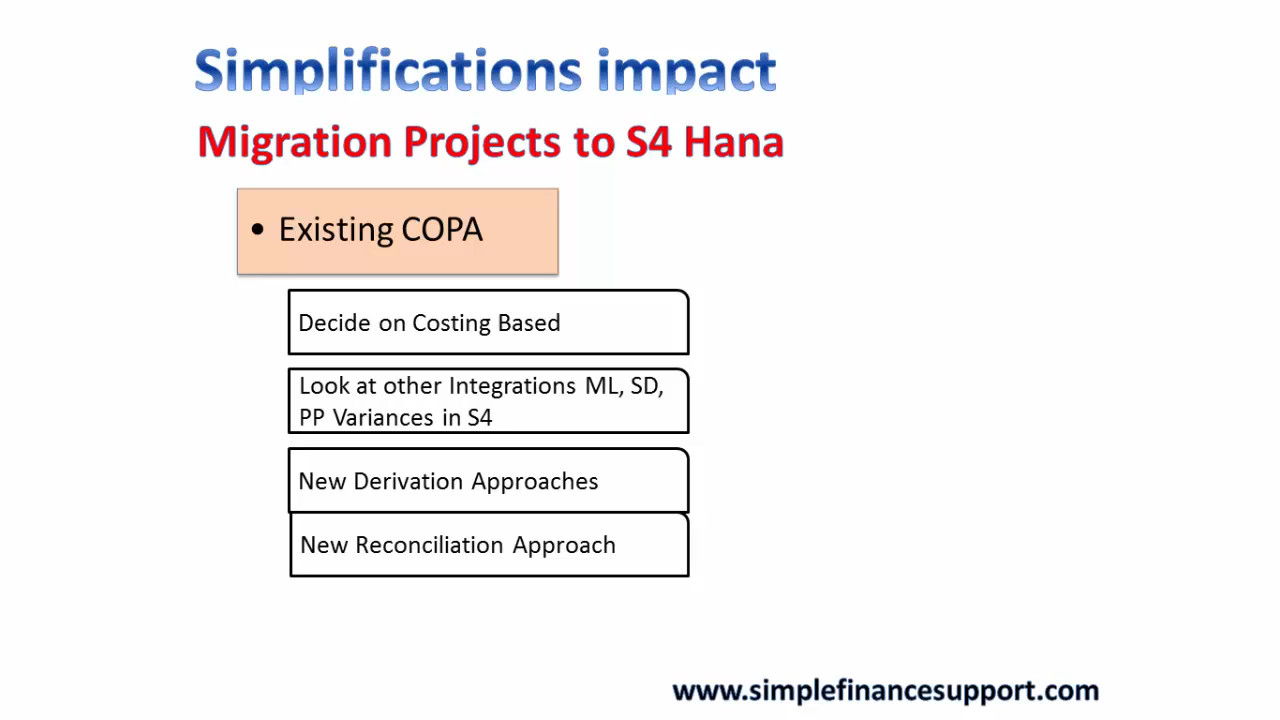 Simplifications impact
Migration Projects to S4 Hana
• Existing COPA
Decide on Costing Based
Look at other Integrations ML, SD,
PP Variances in S4
New Derivation Approaches
New Reconciliation Approach
www.simplefinancesupport.com